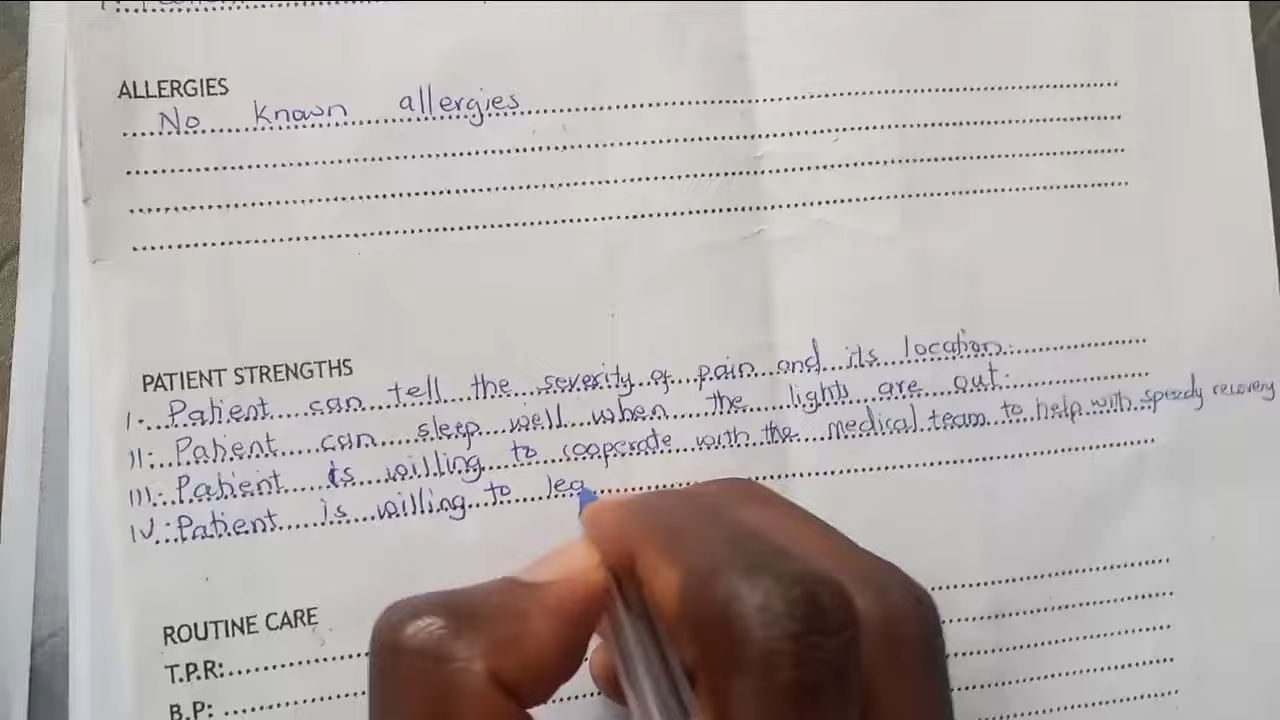 ALLERGIES
No known allergies
PATIENT STRENGTHS
I. Patient can tell the severity of pain and its location.
II. Patient can sleep well when the lights are out.
III. Patient is willing to cooperate with the medical team to help with speedy recovery
IV. Patient is willing to lea
ROUTINE CARE
T.P.R:
B.P: